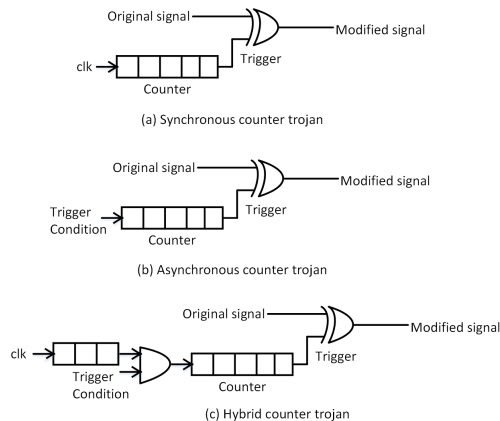 Original signal
Modified signal
clk
Trigger
Counter
(a) Synchronous counter trojan
Original signal
Modified signal
Trigger
Condition
Trigger
Counter
(b) Asynchronous counter trojan
Original signal
Modified signal
clk
Trigger
Trigger
Condition
Counter
(c) Hybrid counter trojan